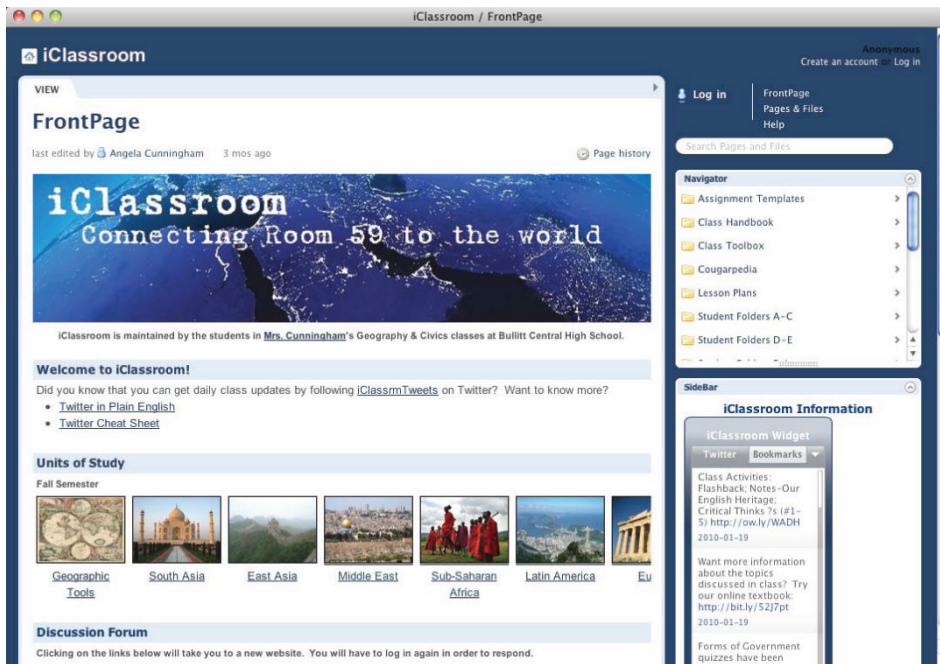 iClassroom / FrontPage
iClassroom
Anonymous
Create an account or Log in
VIEW
FrontPage
last edited by Angela Cunningham 3 mos ago
Page history
iClassroom
Connecting Room 59 to the world
iClassroom is maintained by the students in Mrs. Cunningham's Geography & Civics classes at Bullitt Central High School.
Welcome to iClassroom!
Did you know that you can get daily class updates by following iClassrmTweets on Twitter? Want to know more?
• Twitter in Plain English
• Twitter Cheat Sheet
Units of Study
Fall Semester
Geographic
Tools
South Asia
East Asia
Middle East
Sub-Saharan
Africa
Latin America
Eu
Discussion Forum
Clicking on the links below will take you to a new website. You will have to log in again in order to respond.
Log in
FrontPage
Pages & Files
Help
Search Pages and Files
Navigator
Assignment Templates
Class Handbook
Class Toolbox
Cougarpedia
Lesson Plans
Student Folders A-C
Student Folders D-E
SideBar
iClassroom Information
iClassroom Widget
Twitter Bookmarks
Class Activities:
Flashback; Notes-Our
English Heritage;
Critical Thinks ?s (#1-
5) http://ow.ly/WADH
2010-01-19
Want more information
about the topics
discussed in class? Try
our online textbook:
http://bit.ly/52J7pt
2010-01-19
Forms of Government
quizzes have been